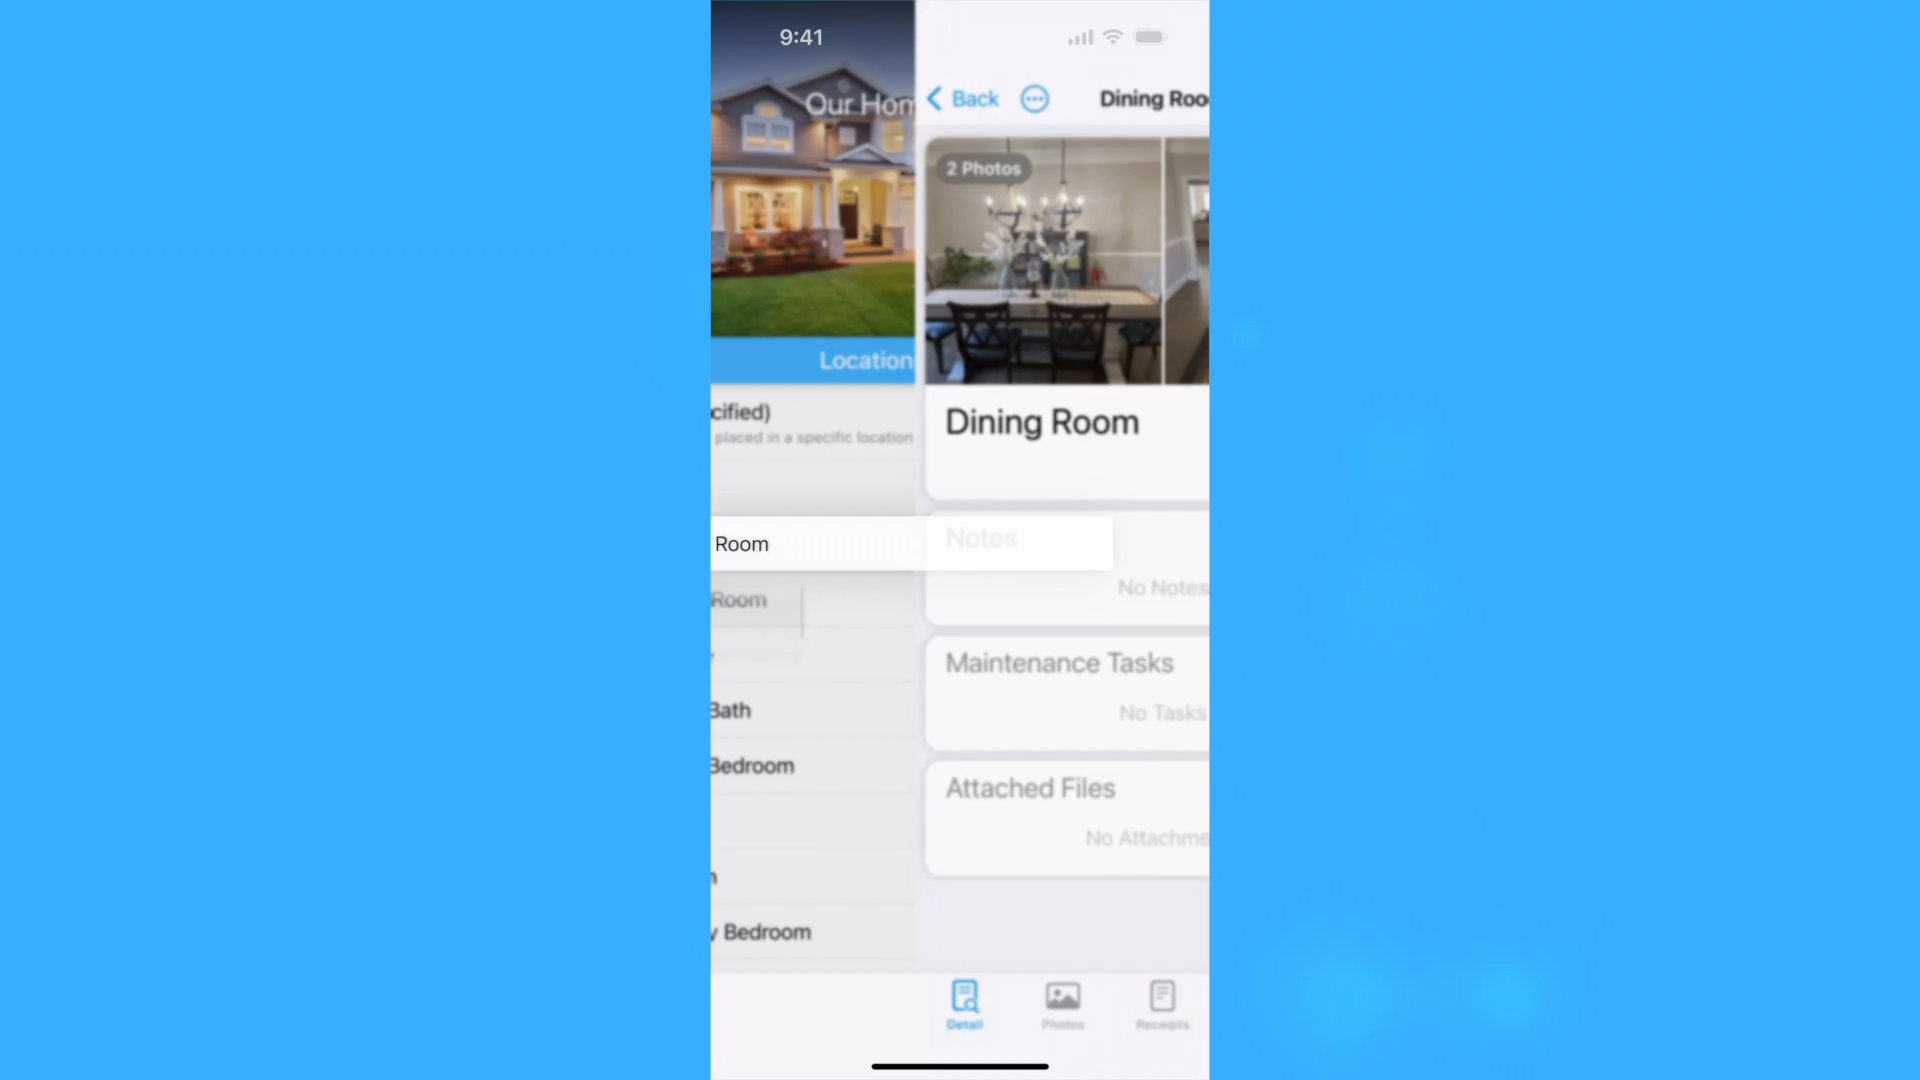 9:41
Our Hom
Back
Dining Roo
2 Photos
Location
cified)
placed in a specific location
Dining Room
Notes
Room
No Notes
Room
Maintenance Tasks
No Tasks
Bath
Bedroom
Attached Files
No Attachme
y Bedroom
Detail
Photos
Receipts